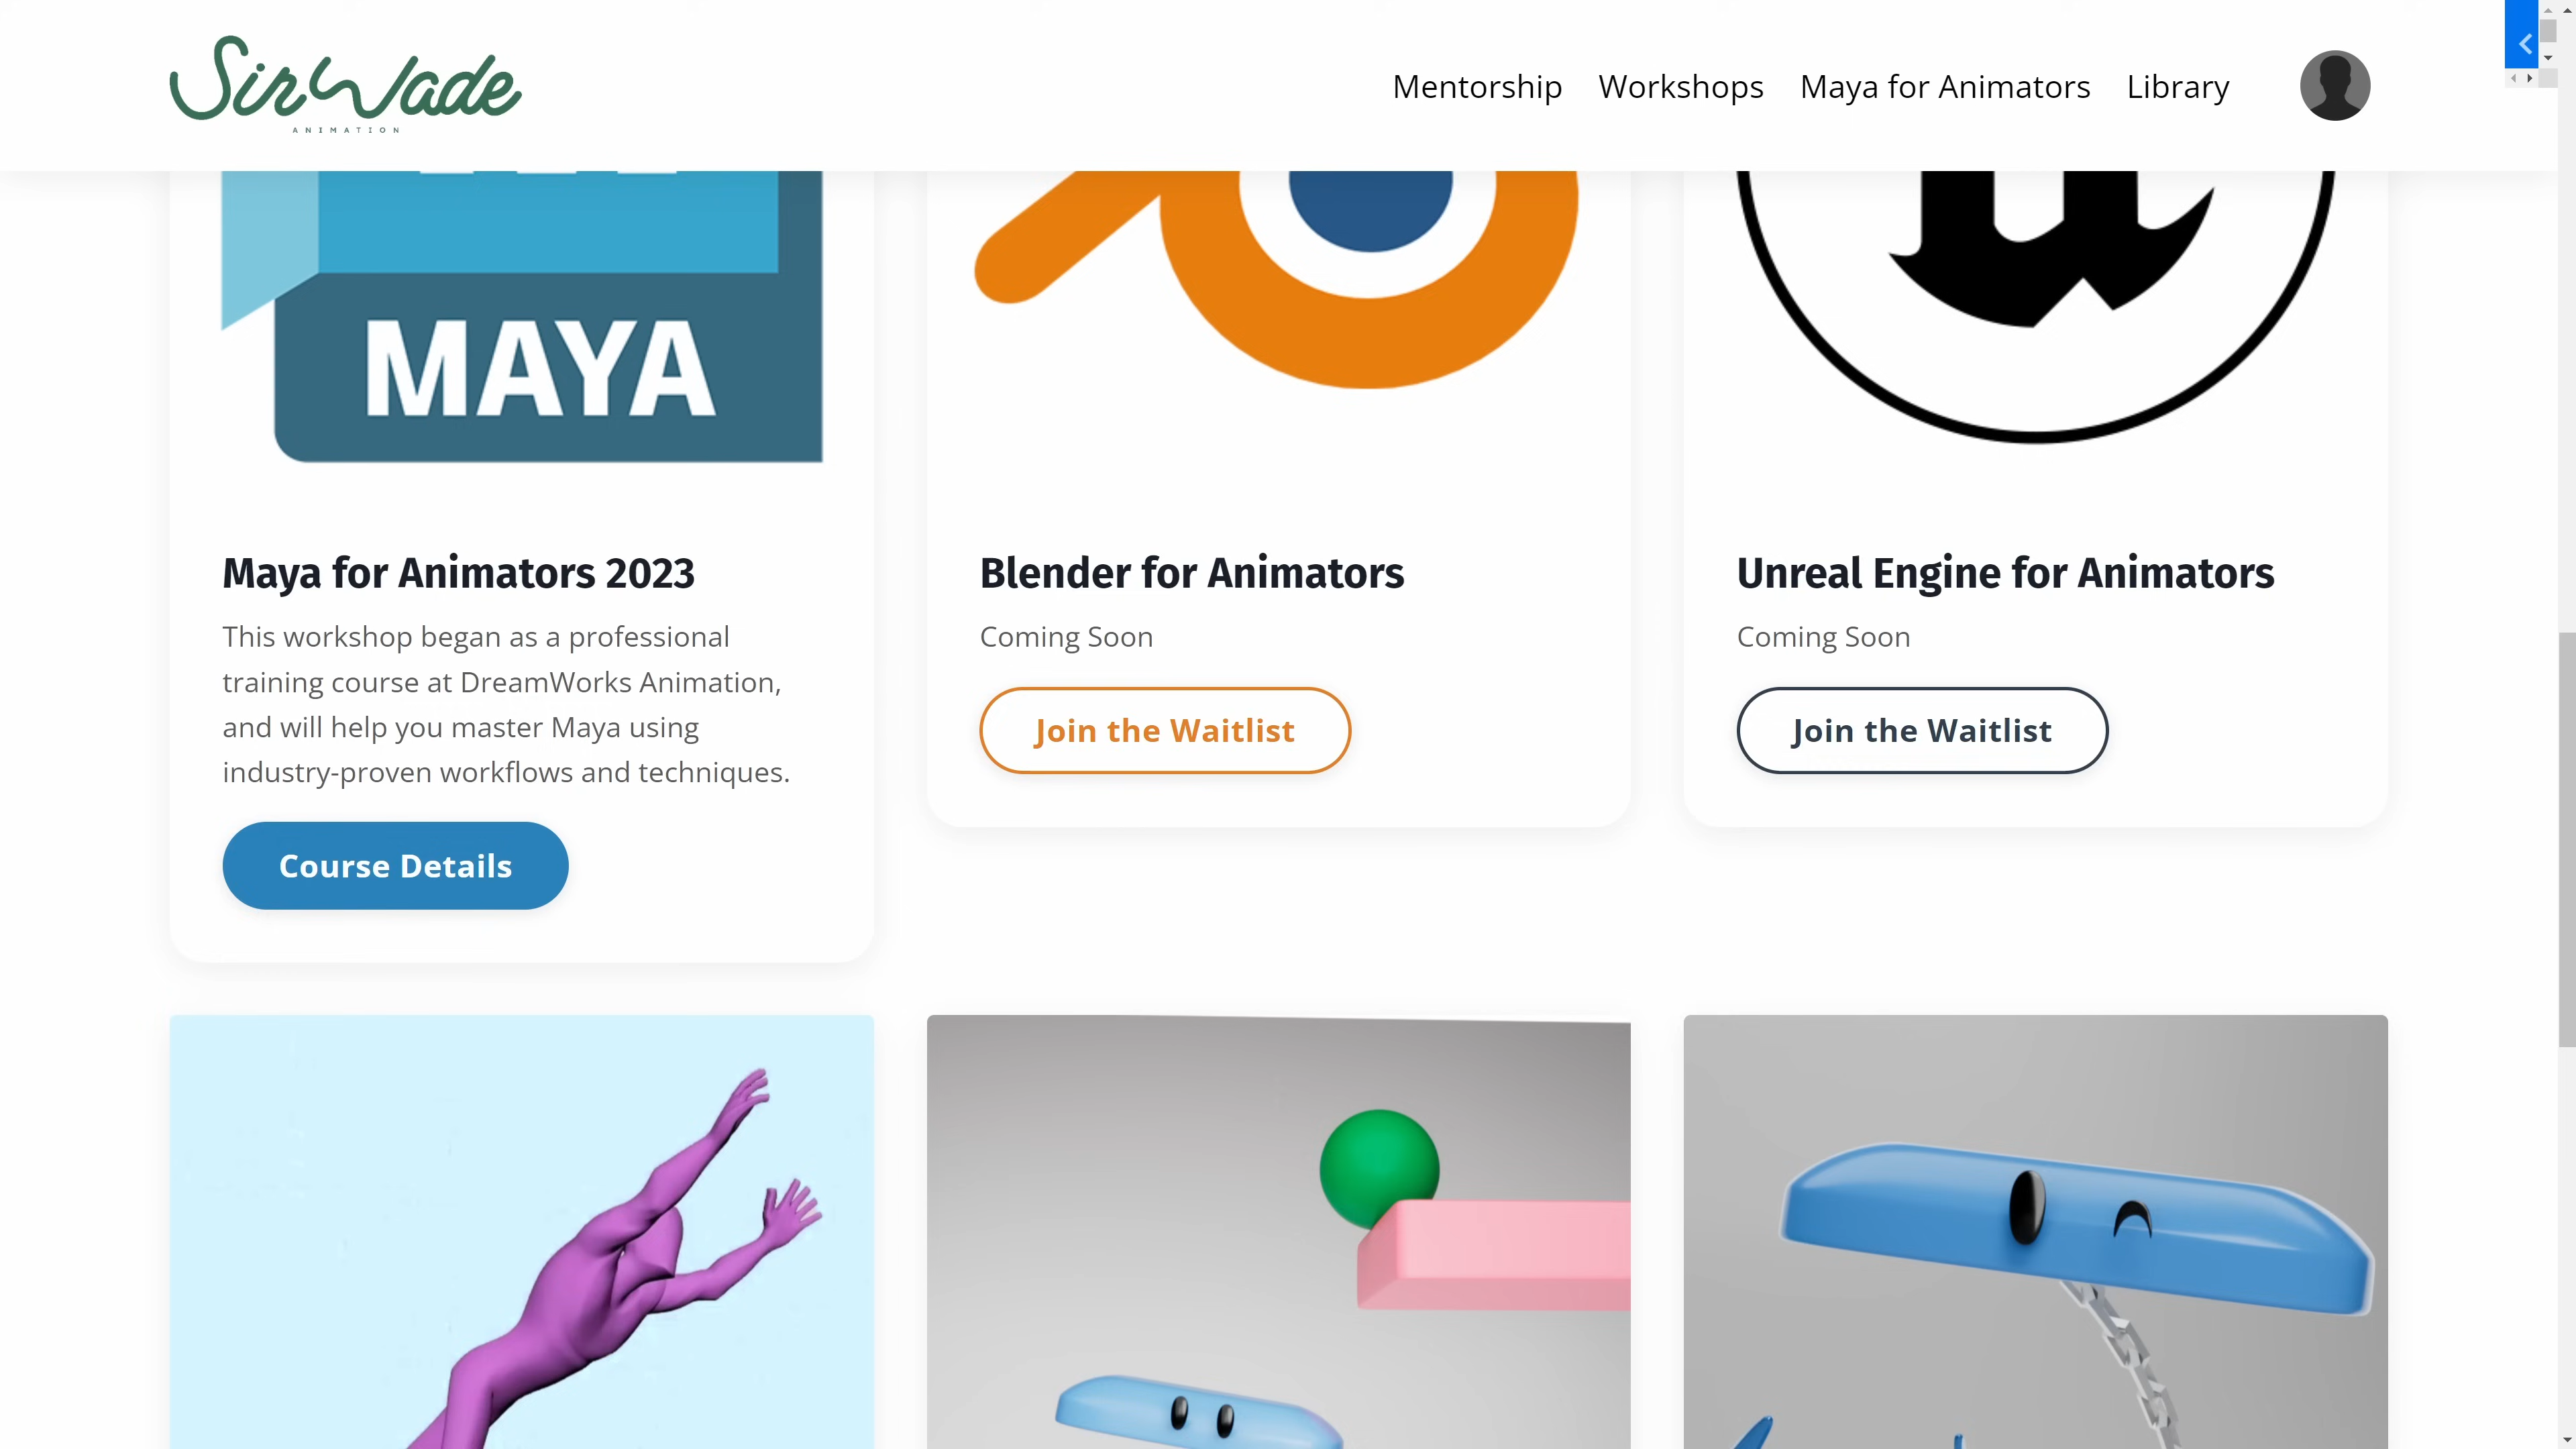 SirWade
ANIMATION
Mentorship Workshops Maya for Animators Library
MAYA
Maya for Animators 2023
This workshop began as a professional
training course at DreamWorks Animation,
and will help you master Maya using
industry-proven workflows and techniques.
Course Details
Blender for Animators
Coming Soon
Join the Waitlist
Unreal Engine for Animators
Coming Soon
Join the Waitlist